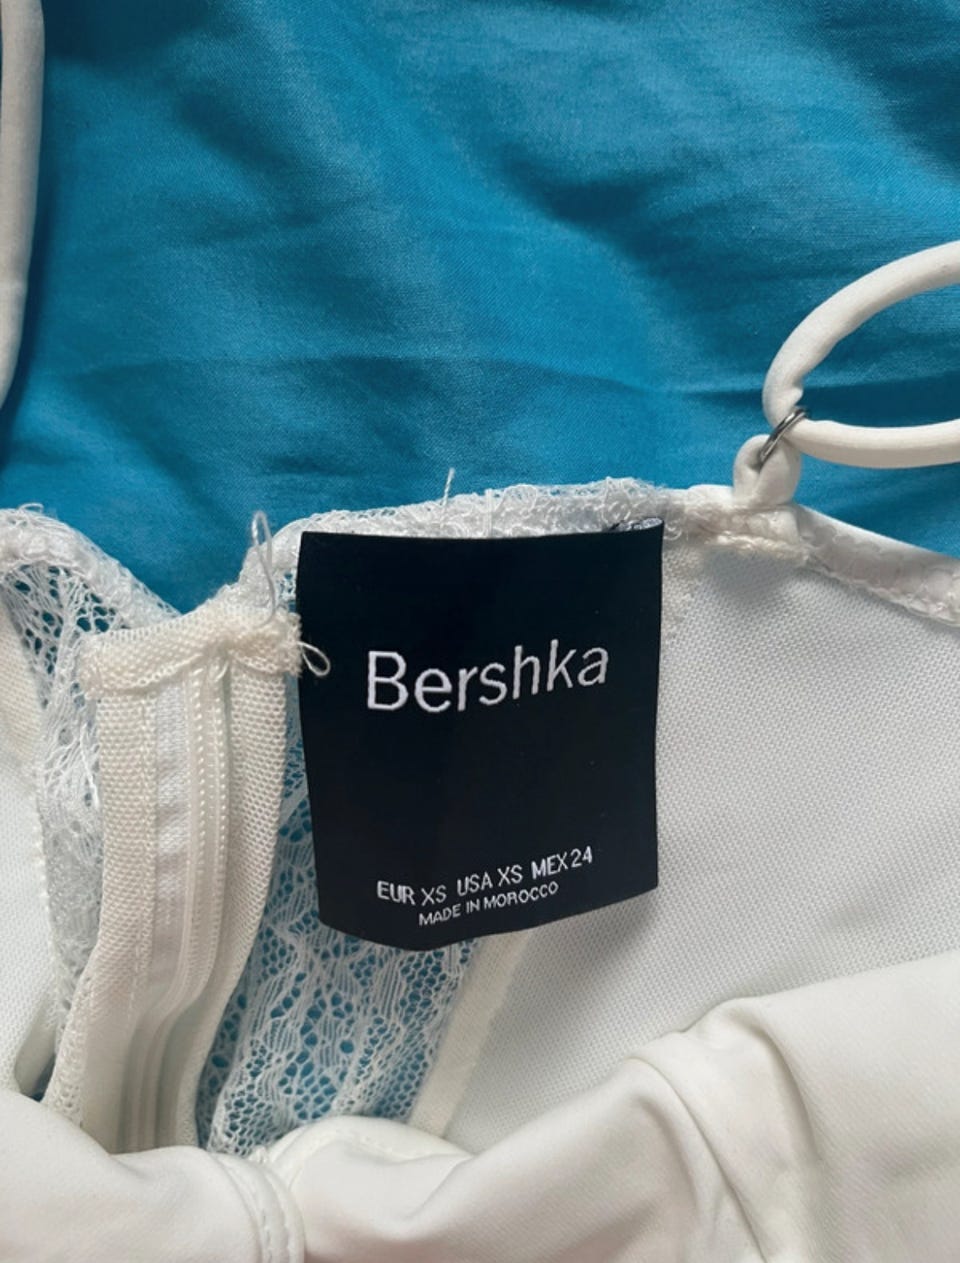 Bershka
EUR XS USA XS MEX 24
MADE IN MOROCCO